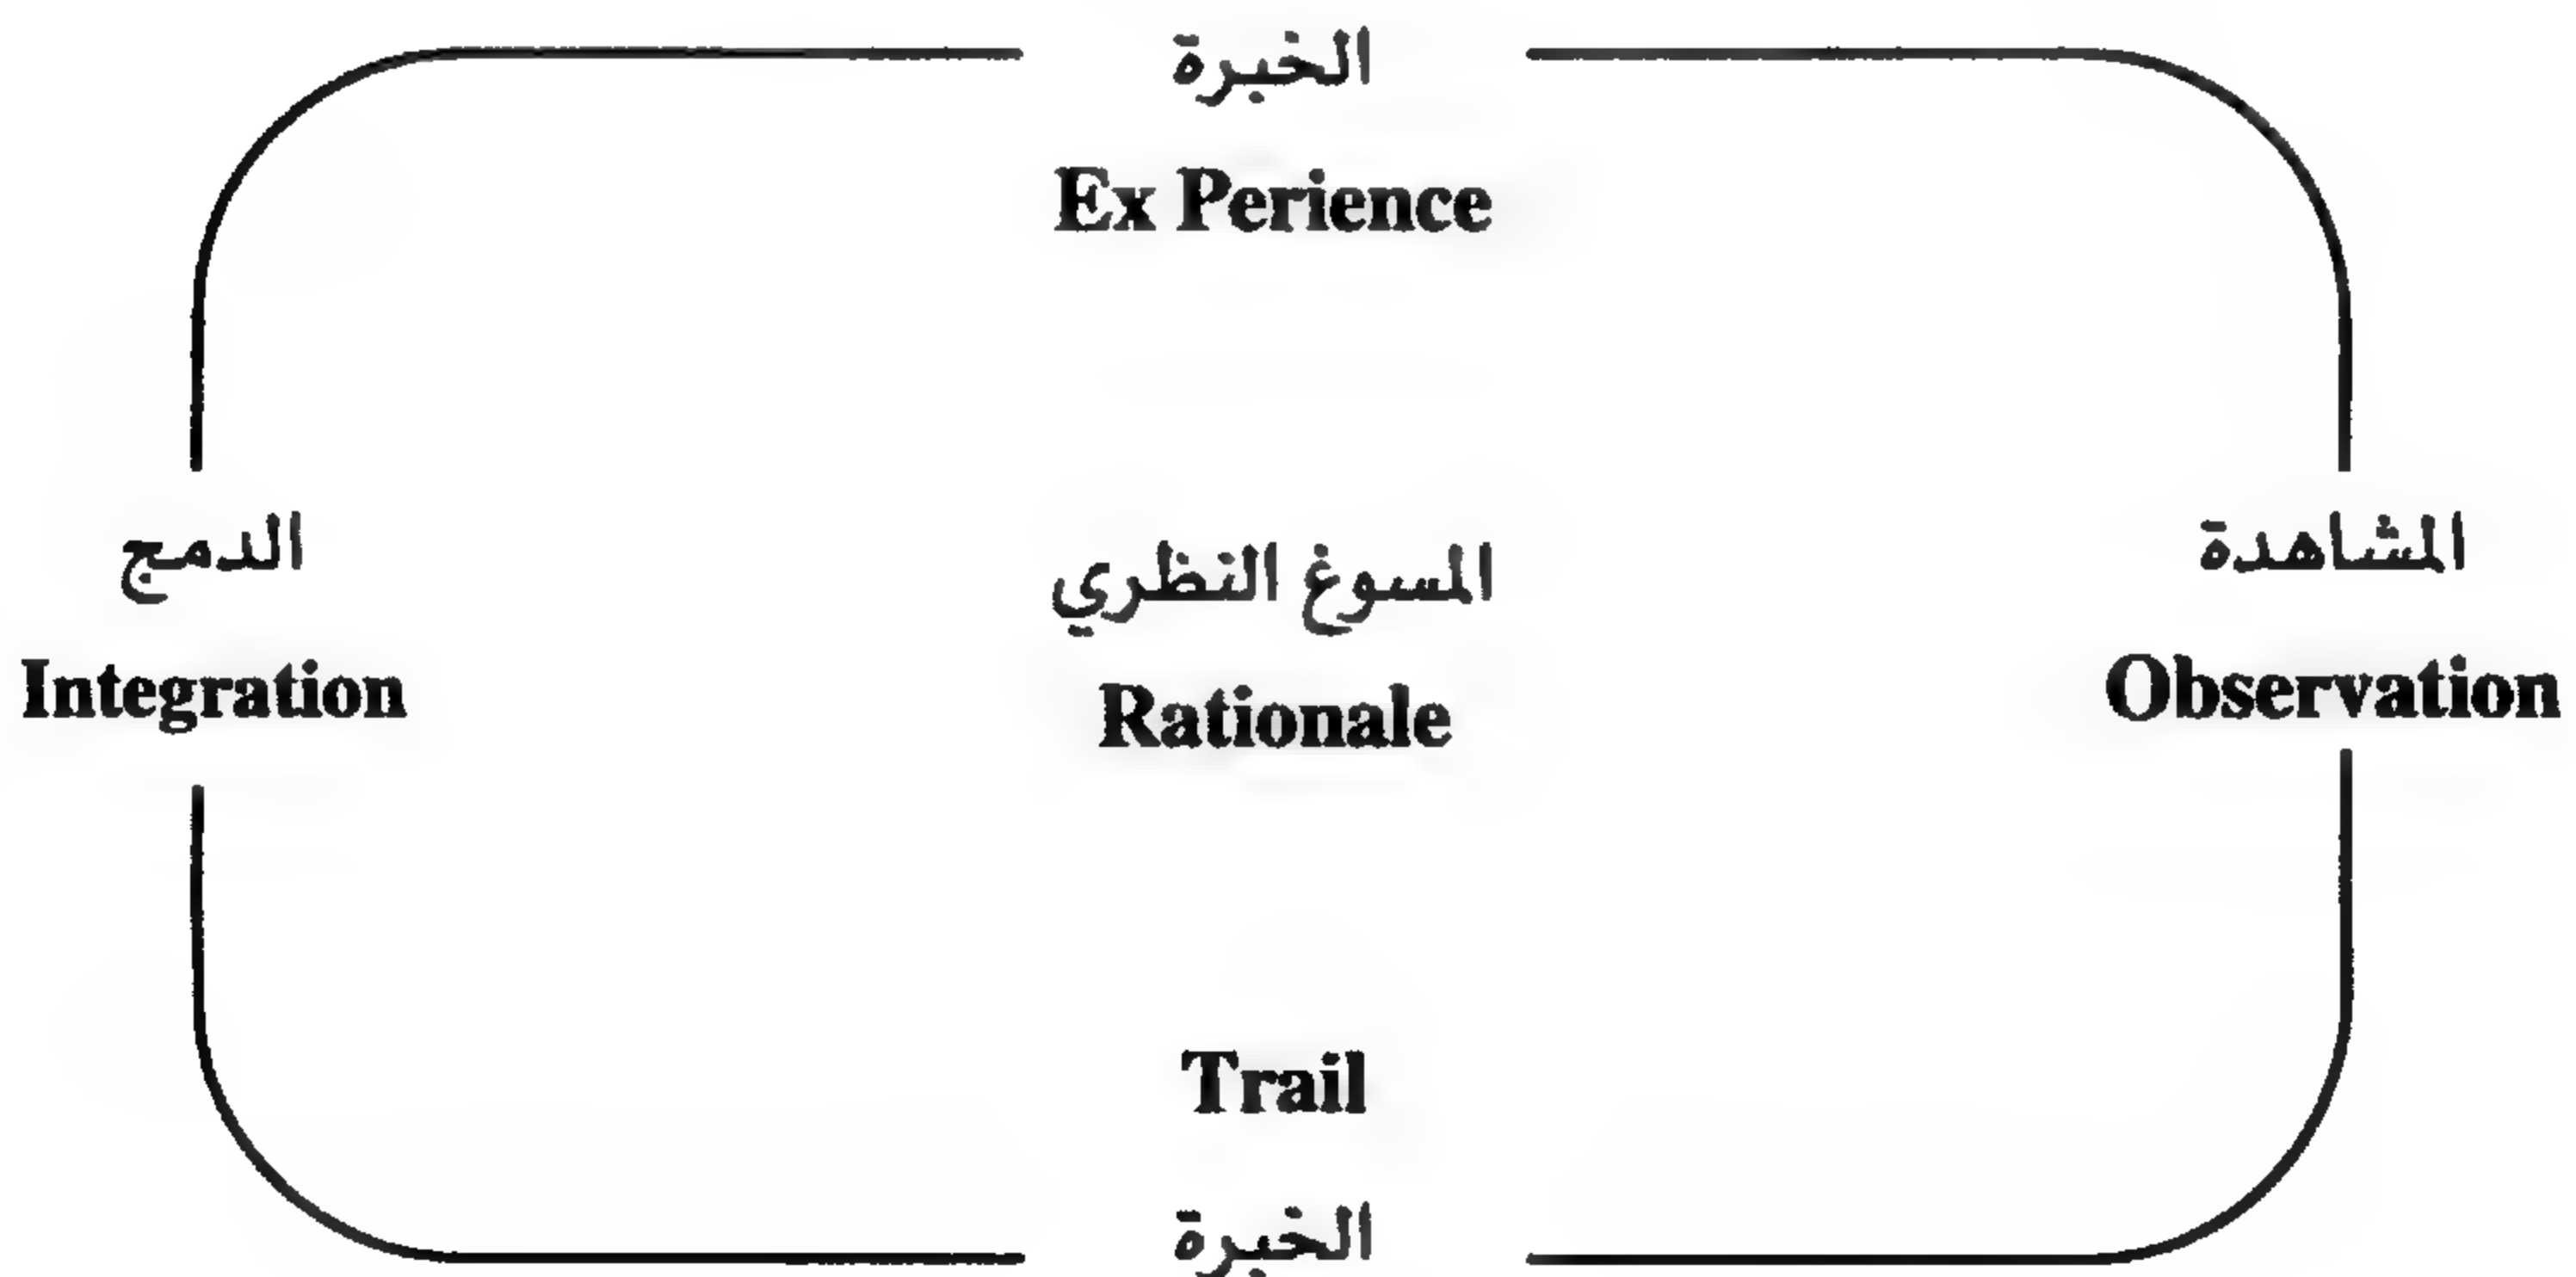 الخبرة
Ex Perience
المشاهدة
Observation
المسوغ النظري
Rationale
الدمج
Integration
Trail
الخبرة